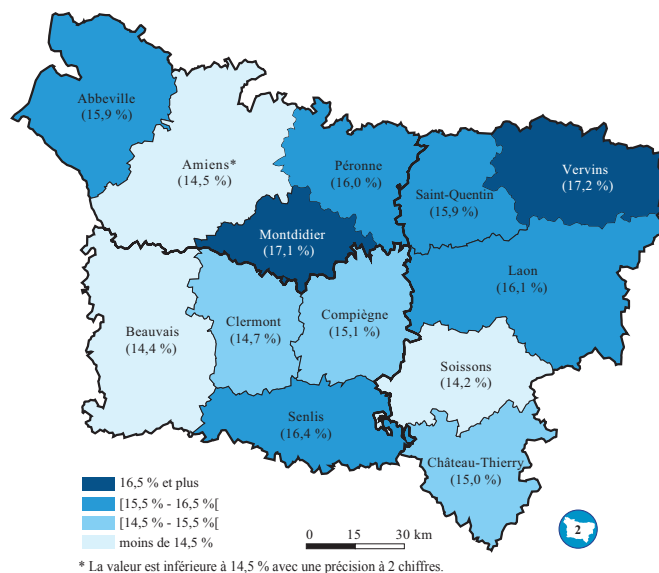 Abbeville
(15,9 %)
Amiens*
(14,5 %)
Péronne
(16,0 %)
Saint-Quentin
(15,9 %)
Vervins
(17,2 %)
Montdidier
(17,1 %)
Laon
(16,1 %)
Beauvais
(14,4 %)
Clermont
(14,7 %)
Compiègne
(15,1 %)
Soissons
(14,2 %)
Senlis
(16,4 %)
Château-Thierry
(15,0 %)
16,5 % et plus
[15,5 % - 16,5 %[
[14,5 % - 15,5 %[
moins de 14,5 %
0 15 30 km
2
* La valeur est inférieure à 14,5 % avec une précision à 2 chiffres.